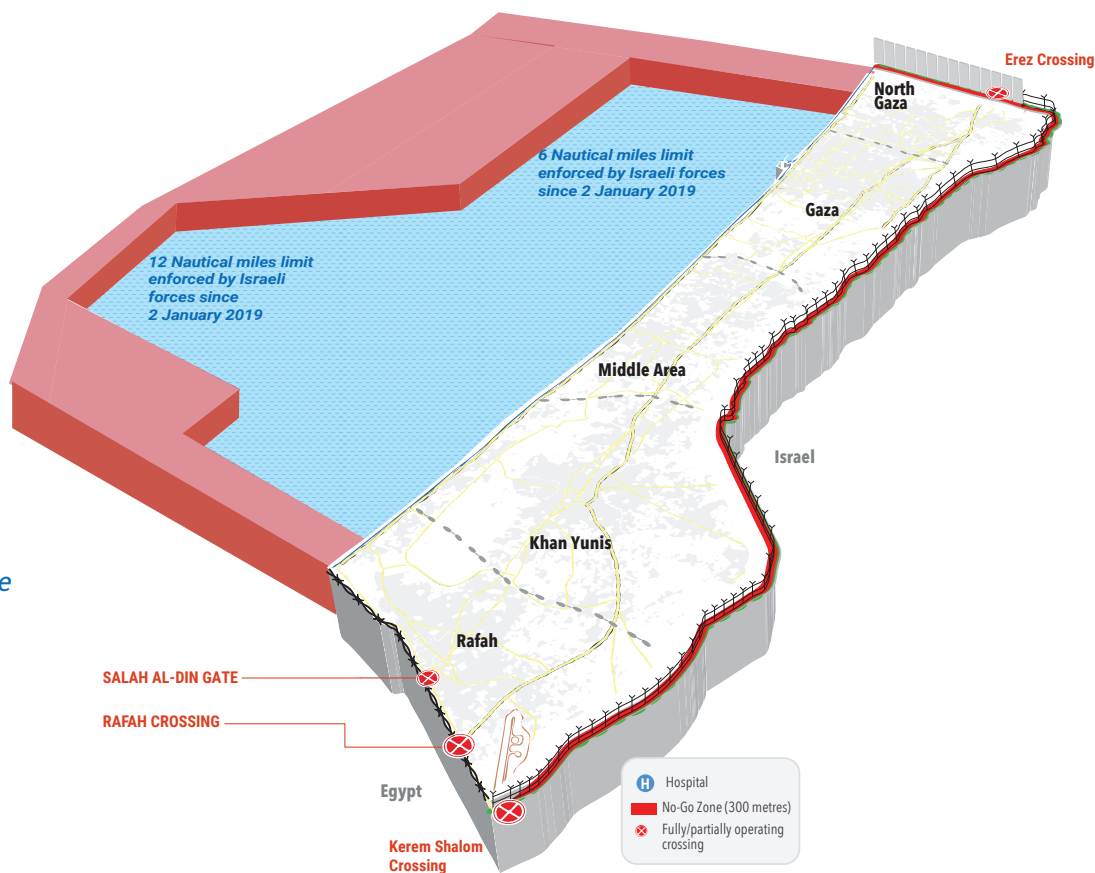 Erez Crossing
North
Gaza
6 Nautical miles limit
enforced by Israeli forces
since 2 January 2019
Gaza
12 Nautical miles limit
enforced by Israeli
forces since
2 January 2019
Middle Area
Israel
Khan Yunis
e
Rafah
SALAH AL-DIN GATE
RAFAH CROSSING
Egypt
Kerem Shalom
Crossing
H Hospital
No-Go Zone (300 metres)
Fully/partially operating
crossing